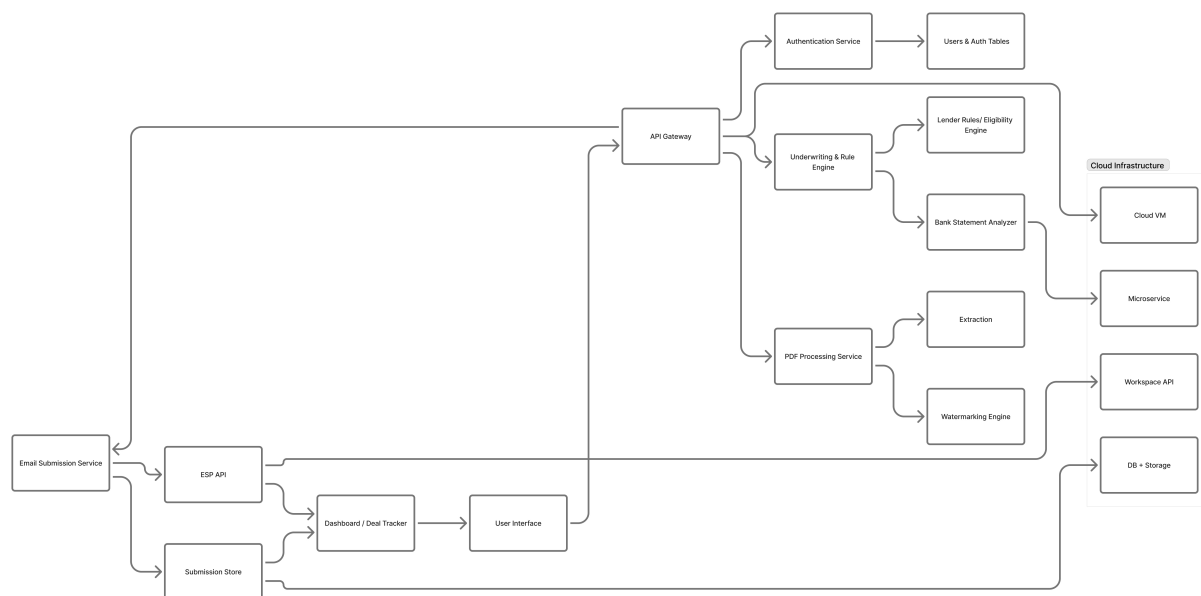 Authentication Service
Users & Auth Tables
API Gateway
Lender Rules/ Eligibility
Engine
Underwriting & Rule
Engine
Cloud Infrastructure
Bank Statement Analyzer
Cloud VM
Microservice
Extraction
PDF Processing Service
Workspace API
Watermarking Engine
Email Submission Service
ESP API
DB + Storage
Dashboard / Deal Tracker
User Interface
Submission Store